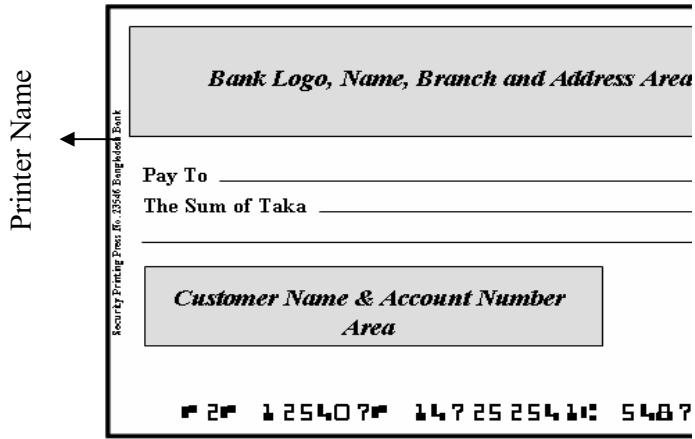 Printer Name
Security Printing Press No. 23546 Bangladesh Bank
Bank Logo, Name, Branch and Address Area
Pay To
The Sum of Taka
Customer Name & Account Number
Area
⑈2⑈ 125407⑈ 147252541⑆ 5487